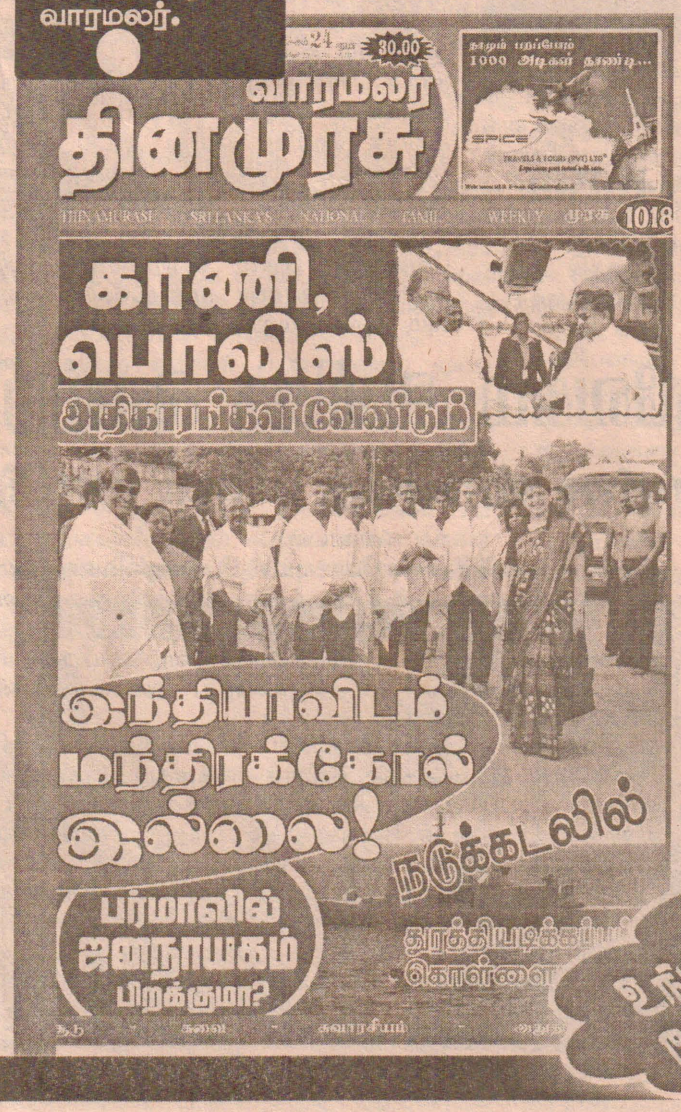 வாரமலர்.
24
30.00
வாரமலர்
தினமுரசு
நாமும் பறப்போம்
1000 அடிகள் தாண்டி...
SPICE
TRAVELS & TOURS (PVT) LTD
THINAMURASU SRI LANKA'S NATIONAL TAMIL WEEKLY முரசு 1018
காணி,
பொலிஸ்
அதிகாரங்கள் வேண்டும்
இந்தியாவிடம்
மந்திரக்கோல்
இல்லை!
நடுக்கடலில்
துரத்தியடிக்கப்பட்
கொள்ளை
பர்மாவில்
ஜனநாயகம்
பிறக்குமா?
சூடு - சுவை - சுவாரசியம் -